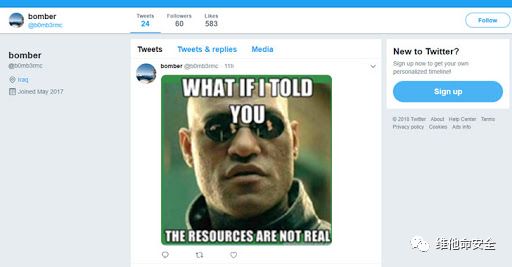 bomber
@b0mb3rmc
Tweets
24
Followers
60
Likes
583
Follow
bomber
@b0mb3rmc
Iraq
Joined May 2017
Tweets
Tweets & replies
Media
bomber @b0mb3rmc · 11h
WHAT IF I TOLD
YOU
THE RESOURCES ARE NOT REAL
New to Twitter?
Sign up now to get your own
personalized timeline!
Sign up
© 2018 Twitter About Help Center Terms
Privacy policy Cookies Ads info
维他命安全